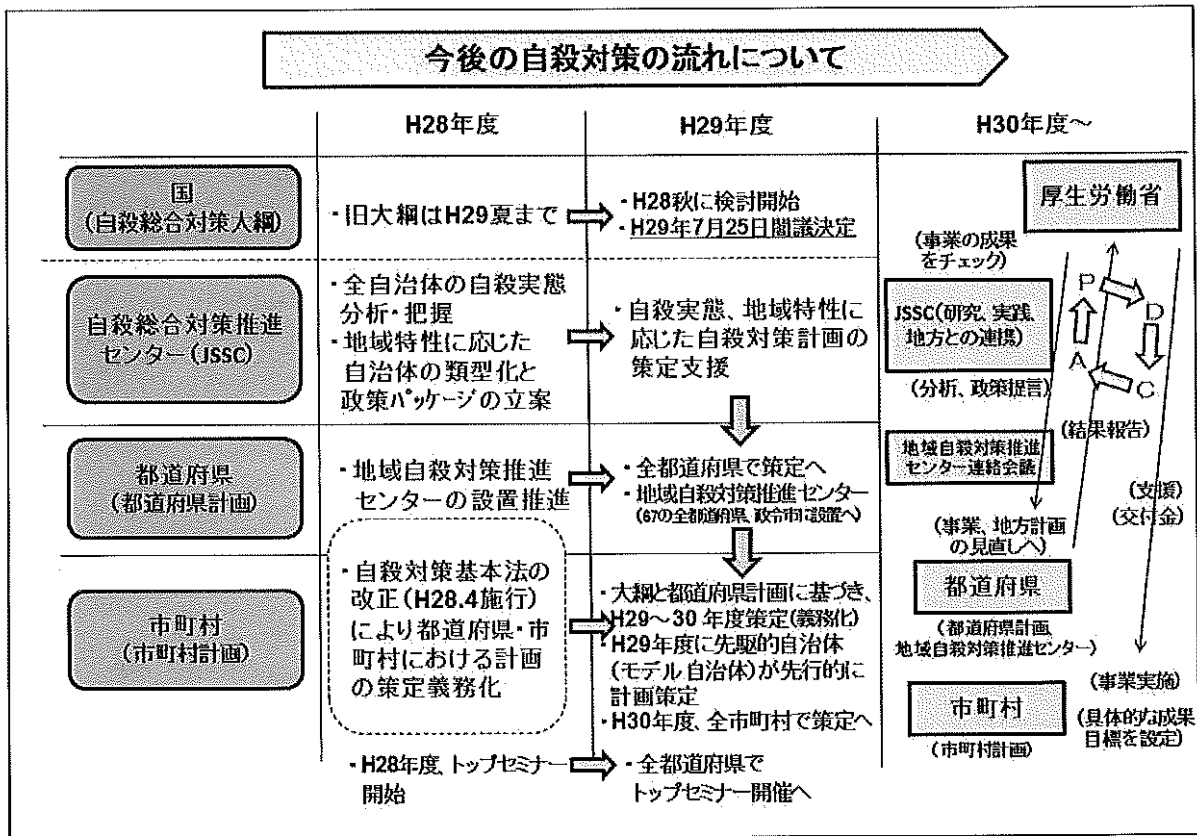 今後の自殺対策の流れについて
H28年度
H29年度
H30年度～
国
(自殺総合対策大綱)
・旧大綱はH29夏まで
・H28秋に検討開始
・H29年7月25日閣議決定
自殺総合対策推進
センター(JSSC)
・全自治体の自殺実態
分析・把握
・地域特性に応じた
自治体の類型化と
政策パッケージの立案
・自殺実態、地域特性に
応じた自殺対策計画の
策定支援
都道府県
(都道府県計画)
・地域自殺対策推進
センターの設置推進
・全都道府県で策定へ
・地域自殺対策推進センター
(67の全都道府県、政令市に設置へ)
市町村
(市町村計画)
・自殺対策基本法の
改正(H28.4施行)
により都道府県・市
町村における計画
の策定義務化
・大綱と都道府県計画に基づき、
H29～30年度策定(義務化)
・H29年度に先駆的自治体
(モデル自治体)が先行的に
計画策定
・H30年度、全市町村で策定へ
・H28年度、トップセミナー
開始
・全都道府県で
トップセミナー開催へ
厚生労働省
(事業の成果
をチェック)
JSSC(研究、実践、
地方との連携)
(分析、政策提言)
P
D
A
C
(結果報告)
地域自殺対策推進
センター連絡会議
(支援)
(交付金)
(事業、地方計画
の見直しへ)
都道府県
(都道府県計画、
地域自殺対策推進センター)
(事業実施)
市町村
(市町村計画)
(具体的な成果
目標を設定)